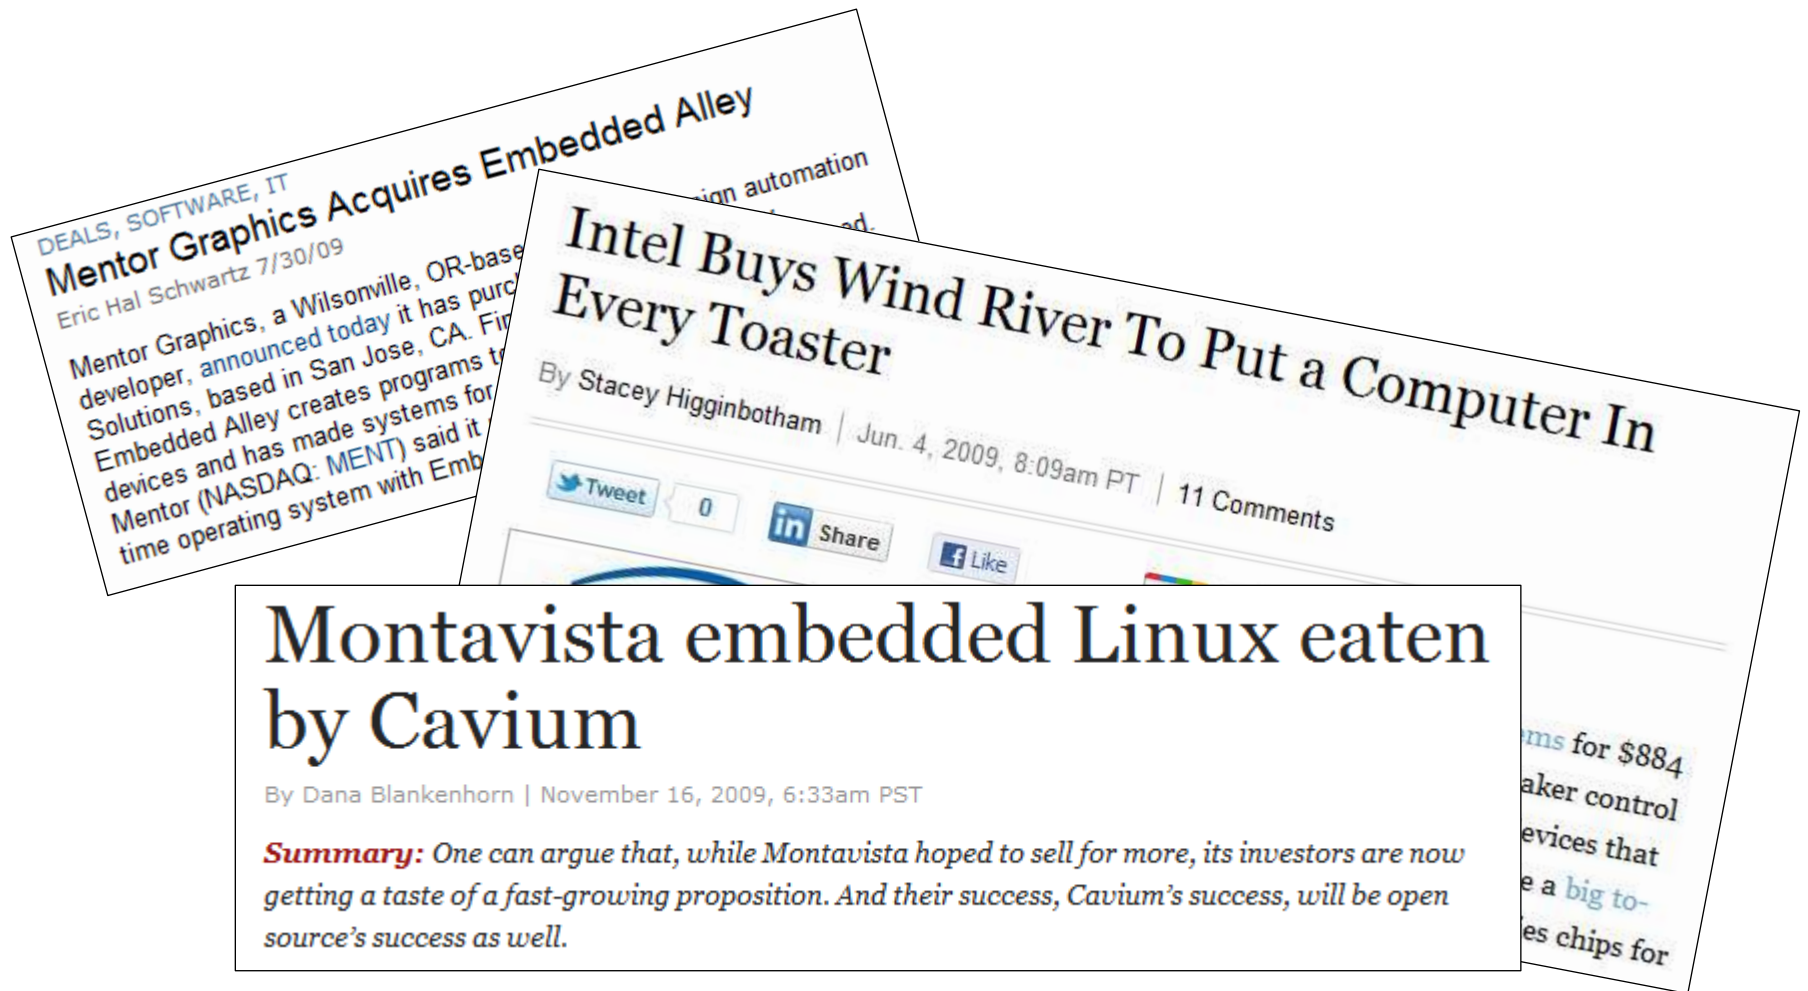 DEALS, SOFTWARE, IT
Mentor Graphics Acquires Embedded Alley
Eric Hal Schwartz 7/30/09
Mentor Graphics, a Wilsonville, OR-base
automation
developer, announced today it has purc
Solutions, based in San Jose, CA. Fin
Embedded Alley creates programs to
devices and has made systems for
Mentor (NASDAQ: MENT) said it
time operating system with Emb
Intel Buys Wind River To Put a Computer In
Every Toaster
By Stacey Higginbotham | Jun. 4, 2009, 8:09am PT | 11 Comments
Tweet 0 in Share f Like
ems for $884
aker control
evices that
e a big to-
es chips for
Montavista embedded Linux eaten
by Cavium
By Dana Blankenhorn | November 16, 2009, 6:33am PST
Summary: One can argue that, while Montavista hoped to sell for more, its investors are now
getting a taste of a fast-growing proposition. And their success, Cavium's success, will be open
source's success as well.